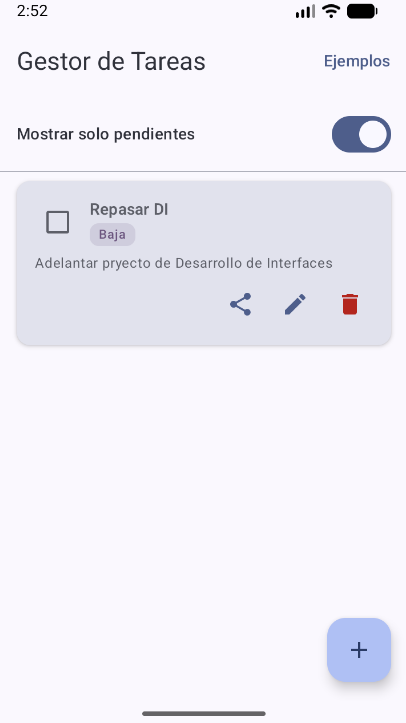 2:52
Gestor de Tareas
Ejemplos
Mostrar solo pendientes
Repasar DI
Baja
Adelantar pryecto de Desarrollo de Interfaces